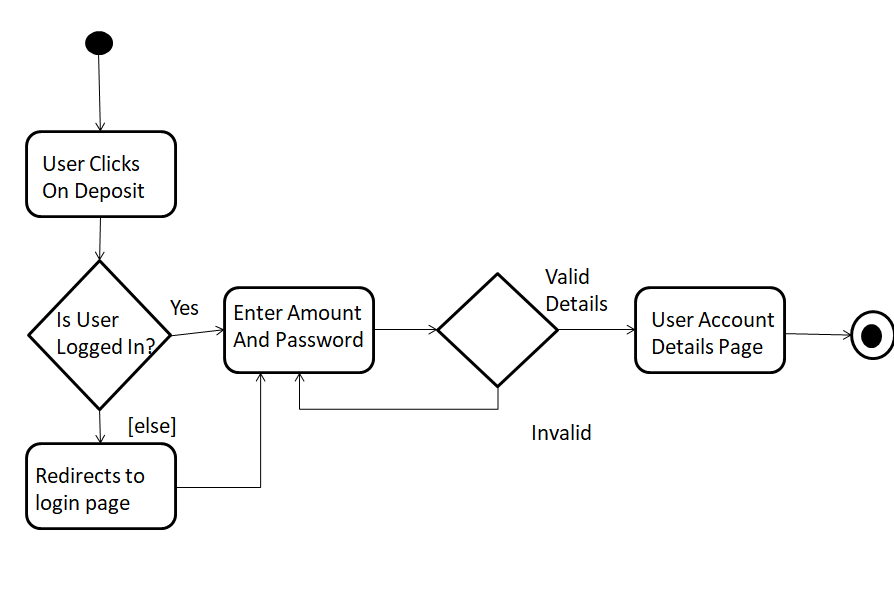 User Clicks
On Deposit
Is User
Logged In?
Yes
[else]
Redirects to
login page
Enter Amount
And Password
Valid
Details
Invalid
User Account
Details Page